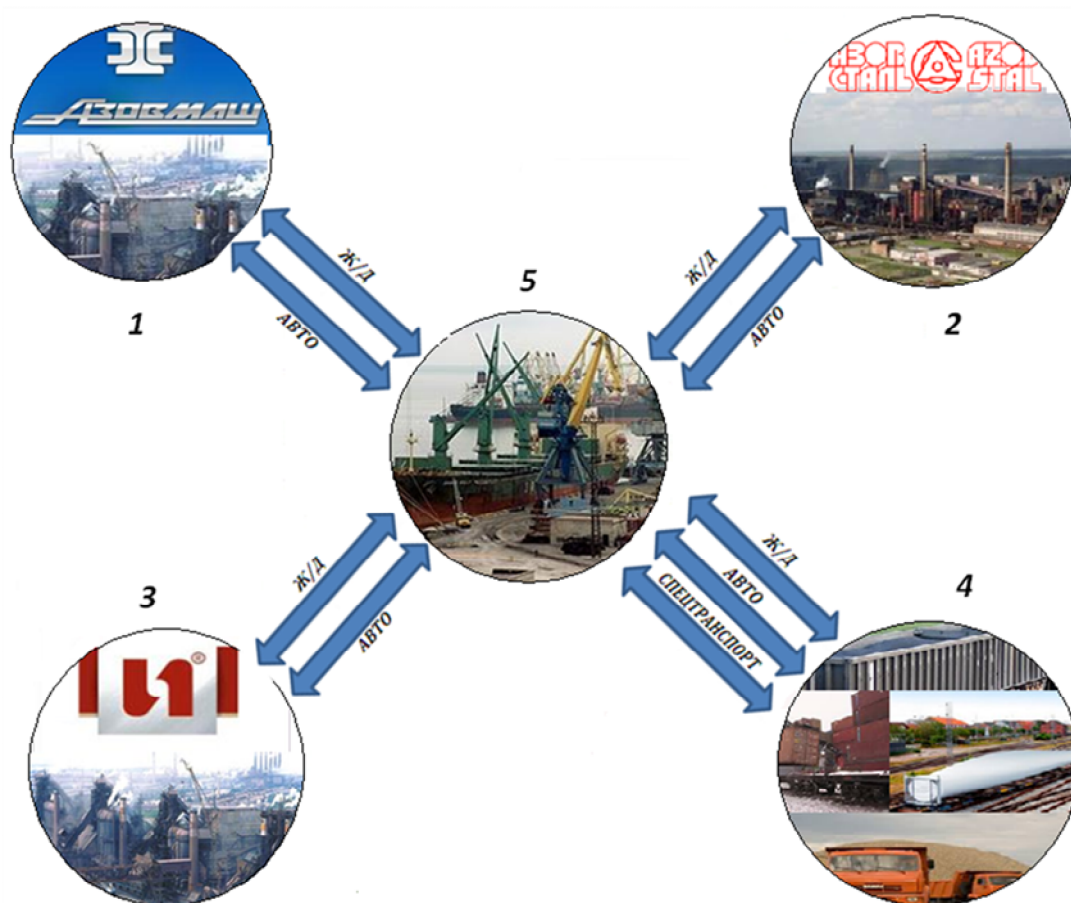 АЗОВМАШ
АЗОВ
СТАЛЬ
AZOV
STAL
Ж/Д
АВТО
1
5
Ж/Д
АВТО
2
3
Ж/Д
АВТО
Ж/Д
АВТО
СПЕЦТРАНСПОРТ
4